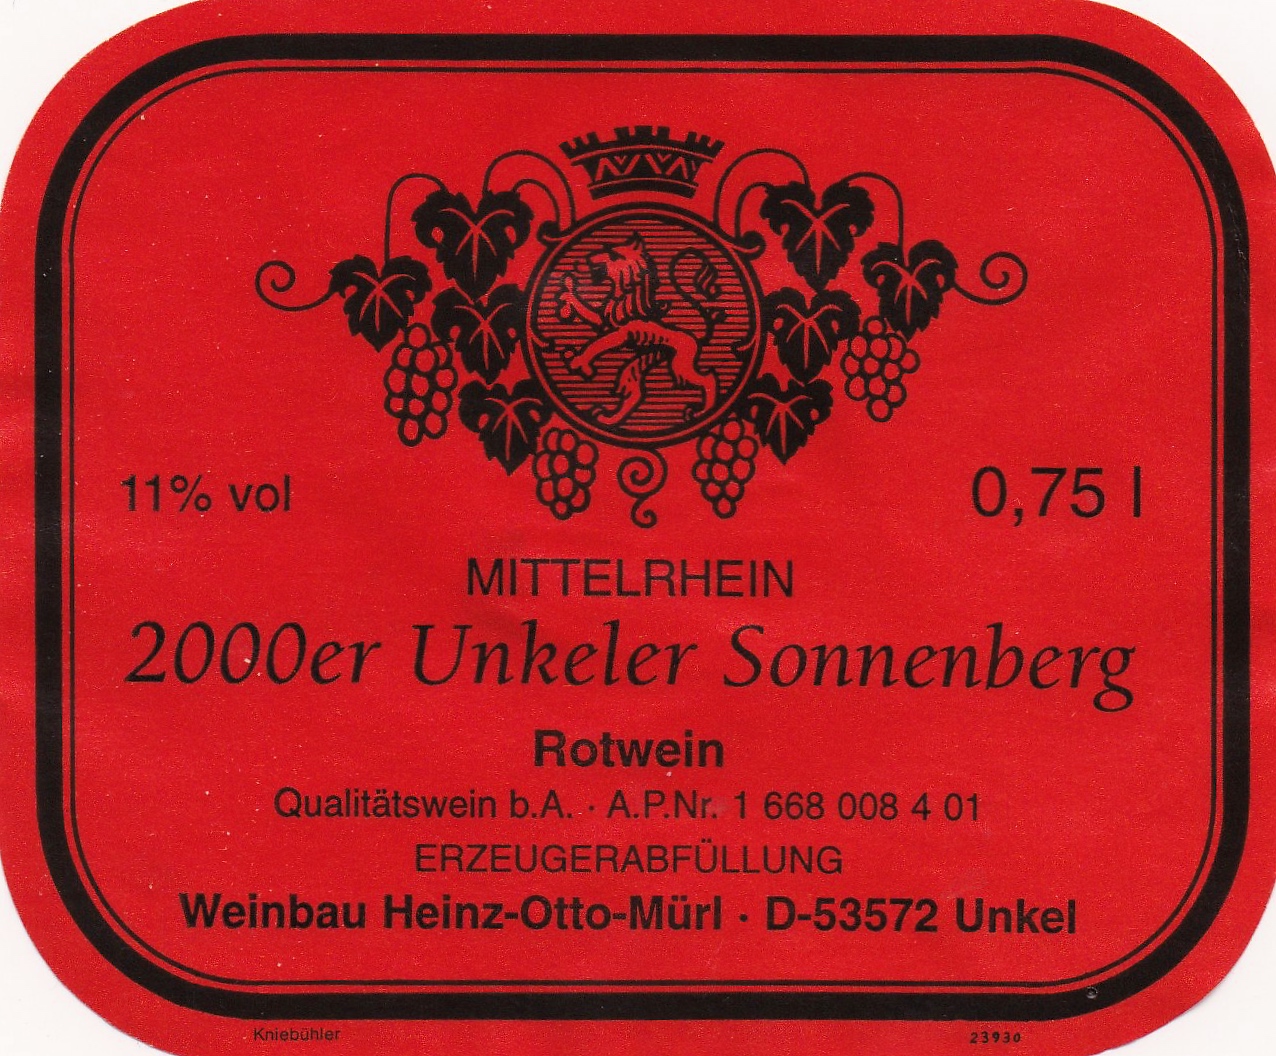 11% vol
0,75 l
MITTELRHEIN
2000er Unkeler Sonnenberg
Rotwein
Qualitätswein b.A. · A.P.Nr. 1 668 008 4 01
ERZEUGERABFÜLLUNG
Weinbau Heinz-Otto-Mürl · D-53572 Unkel
Kniebühler
23930